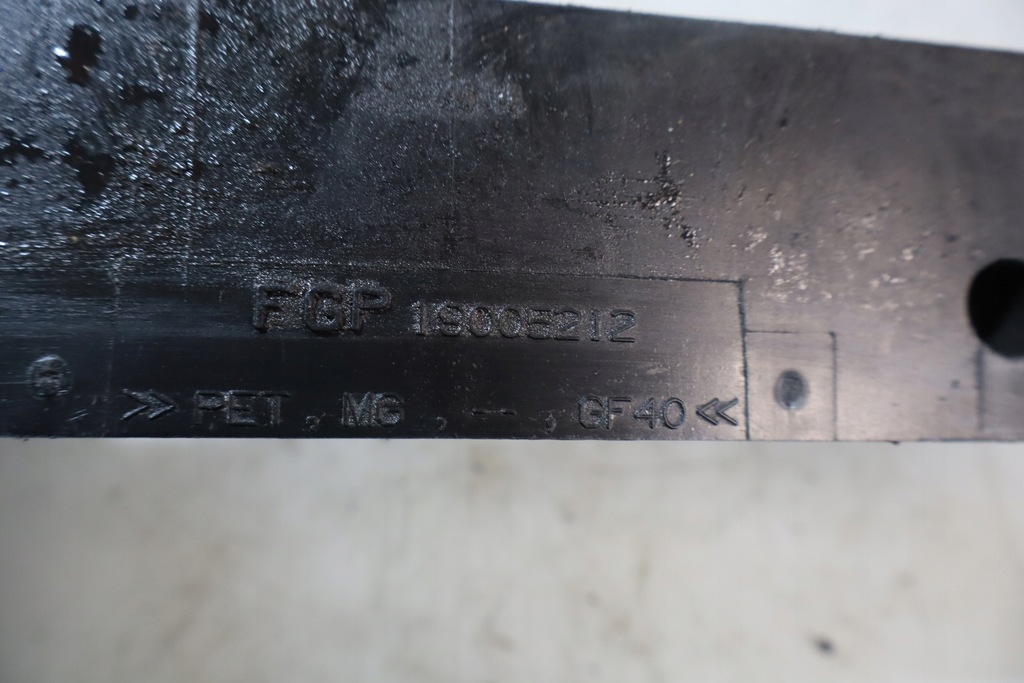 FGP 19005212
>> PET , MG , — , GF40 <<